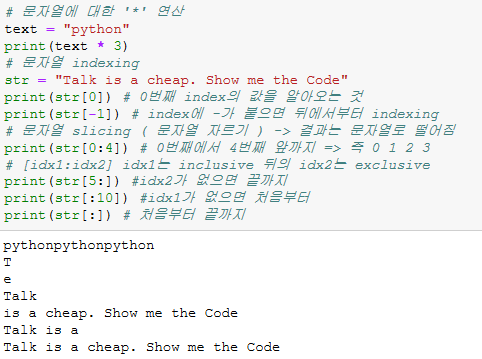 # 문자열에 대한 '*' 연산
text = "python"
print(text * 3)
# 문자열 indexing
str = "Talk is a cheap. Show me the Code"
print(str[0]) # 0번째 index의 값을 알아오는 것
print(str[-1]) # index에 -가 붙으면 뒤에서부터 indexing
# 문자열 slicing ( 문자열 자르기 ) -> 결과는 문자열로 떨어짐
print(str[0:4]) # 0번째에서 4번째 앞까지 => 즉 0 1 2 3
# [idx1:idx2] idx1는 inclusive 뒤의 idx2는 exclusive
print(str[5:]) #idx2가 없으면 끝까지
print(str[:10]) #idx1가 없으면 처음부터
print(str[:]) # 처음부터 끝까지
pythonpythonpython
T
e
Talk
is a cheap. Show me the Code
Talk is a
Talk is a cheap. Show me the Code